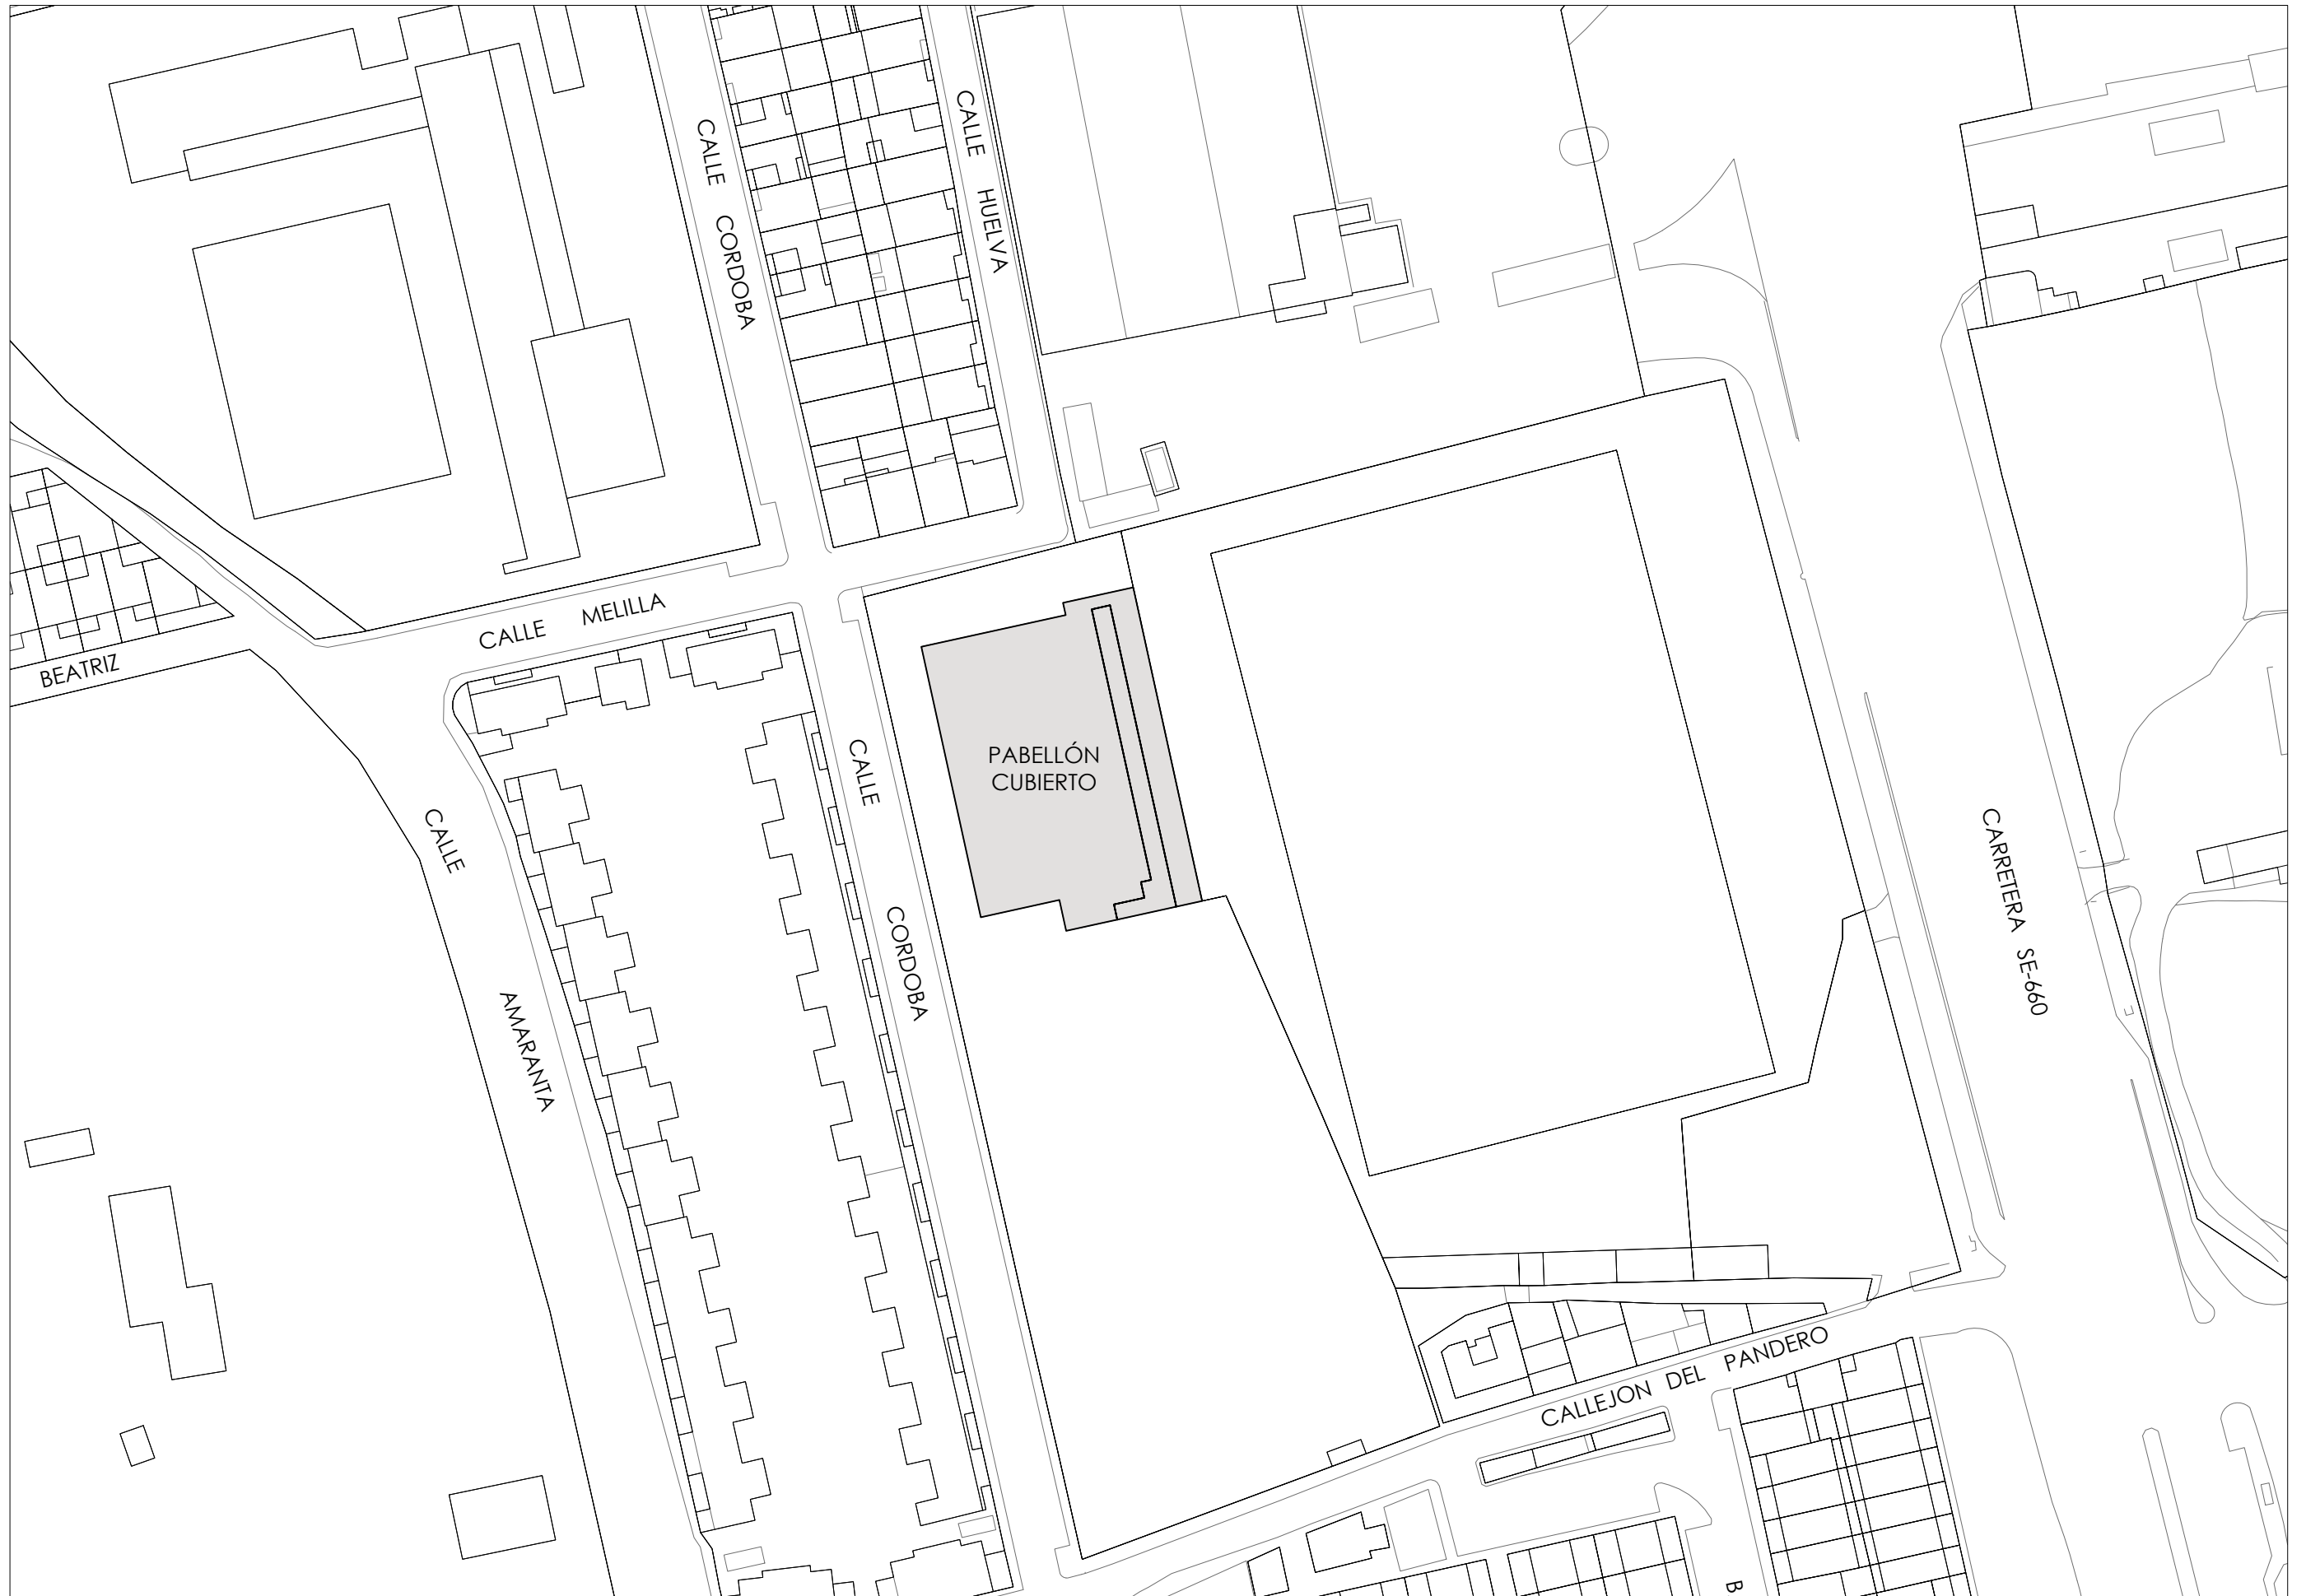 CALLE CORDOBA
CALLE HUELVA
CALLE MELILLA
BEATRIZ
PABELLÓN
CUBIERTO
CALLE CORDOBA
CALLE AMARANTA
CARRETERA SE-660
CALLEJON DEL PANDERO
B